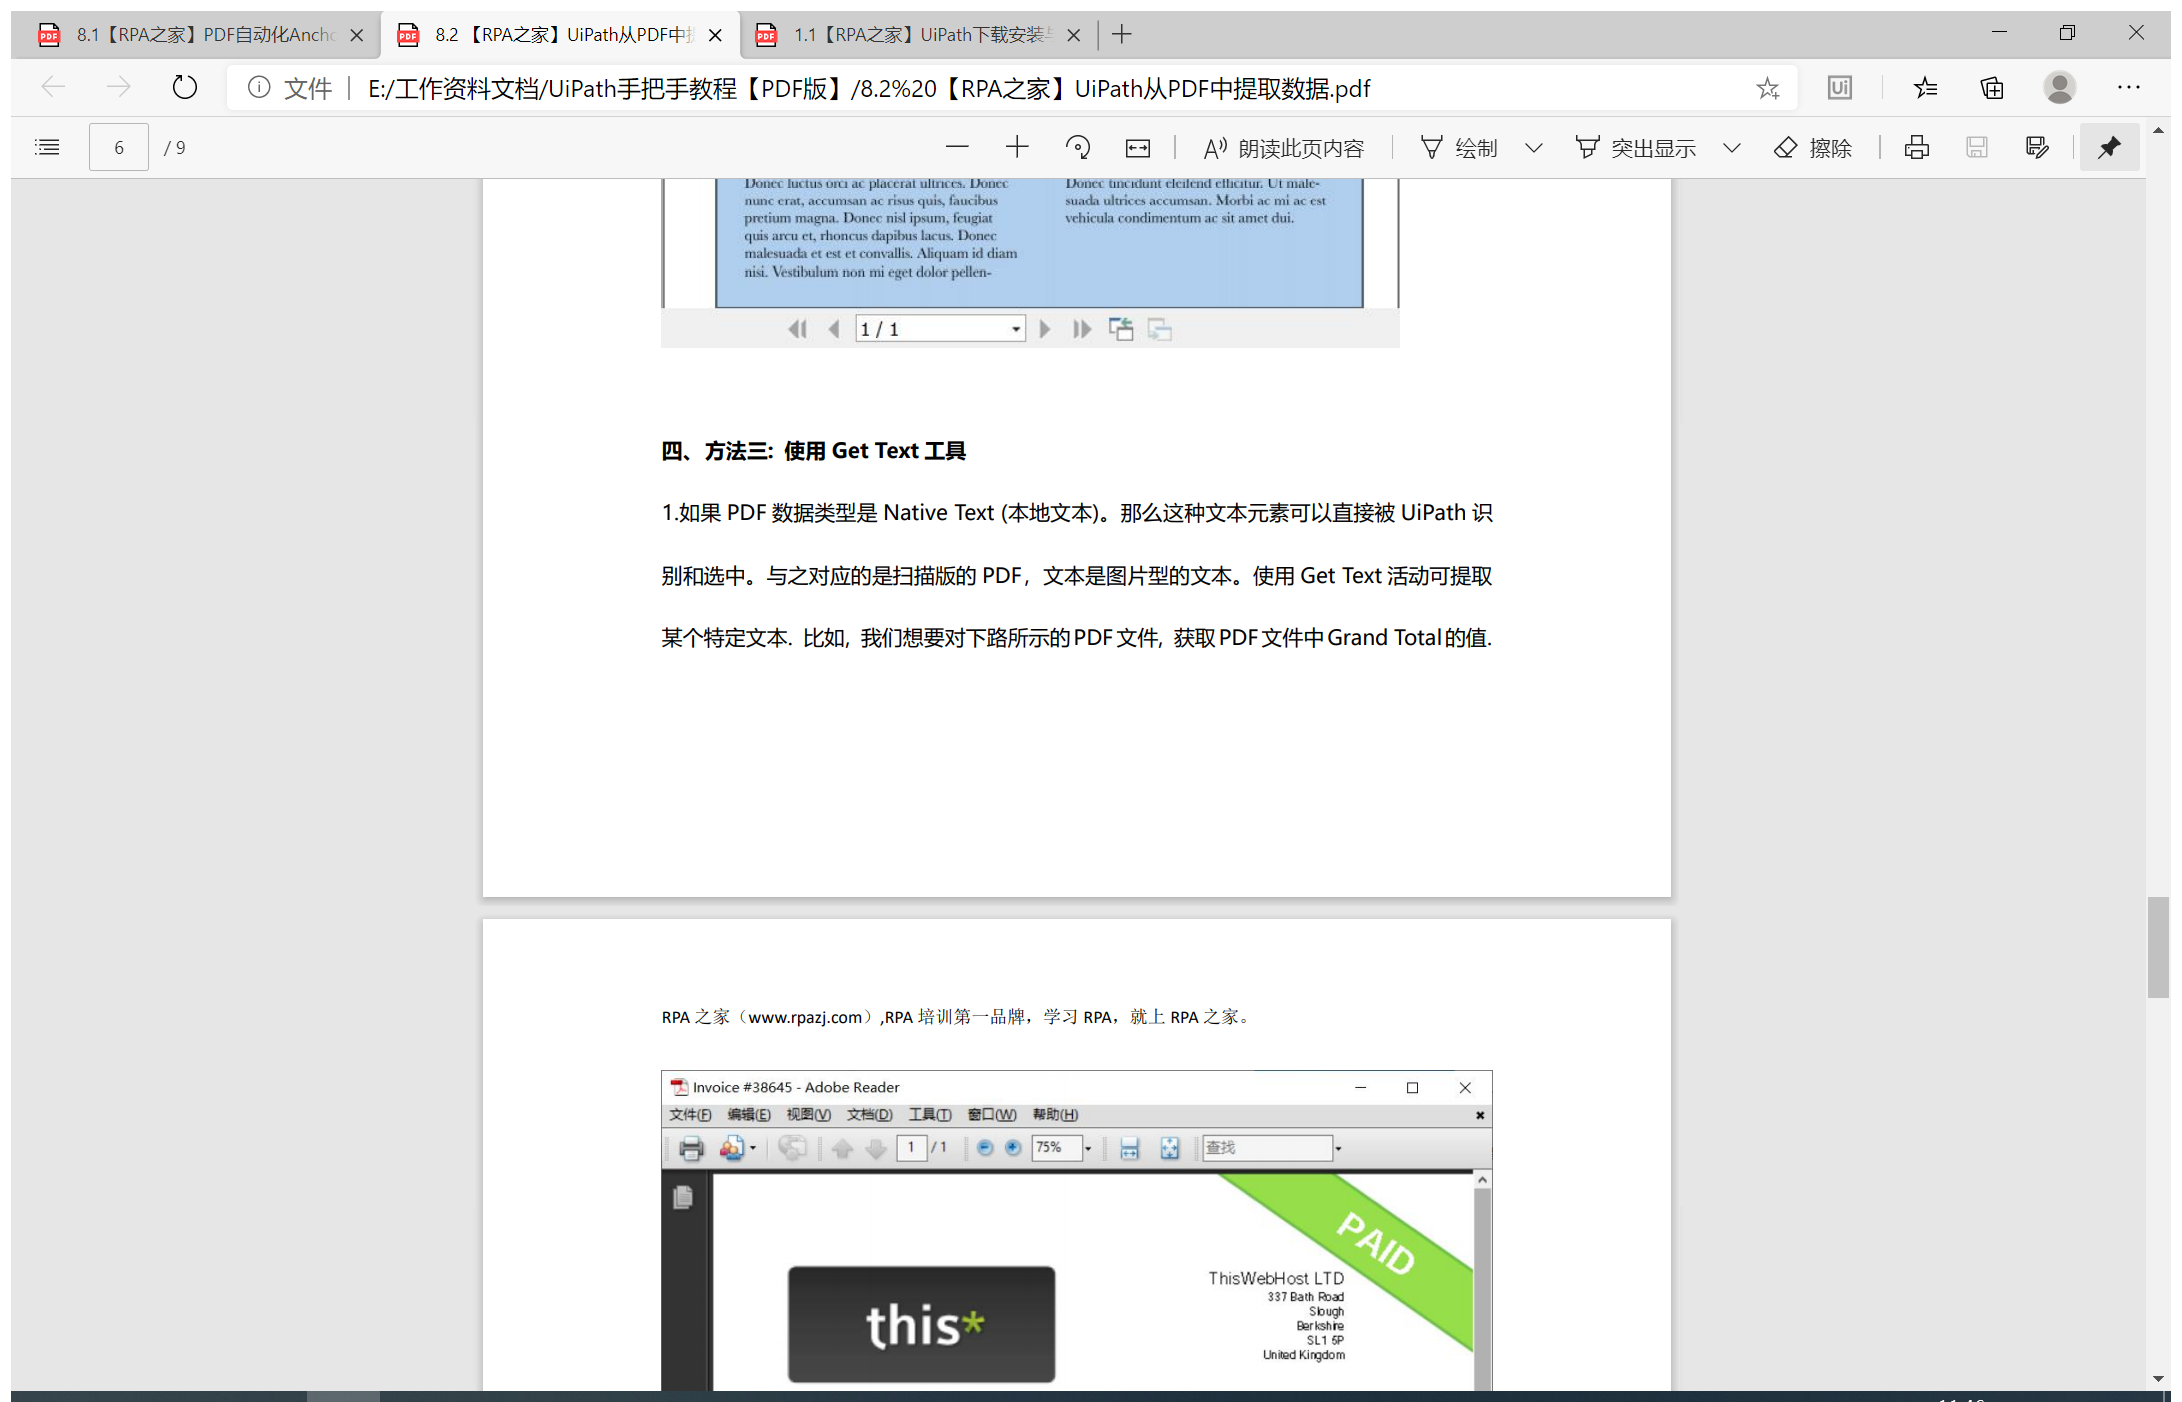 8.1【RPA之家】PDF自动化Ancho
8.2 【RPA之家】UiPath从PDF中提
1.1【RPA之家】UiPath下载安装与
文件 E:/工作资料文档/UiPath手把手教程【PDF版】/8.2%20【RPA之家】UiPath从PDF中提取数据.pdf
6 / 9 朗读此页内容 绘制 突出显示 擦除
Donec luctus orci ac placerat ultrices. Donec
nunc erat, accumsan ac risus quis, faucibus
pretium magna. Donec nisl ipsum, feugiat
quis arcu et, rhoncus dapibus lacus. Donec
malesuada et est et convallis. Aliquam id diam
nisi. Vestibulum non mi eget dolor pellen-
Donec tincidunt eleifend efficitur. Ut male-
suada ultrices accumsan. Morbi ac mi ac est
vehicula condimentum ac sit amet dui.
1 / 1
四、方法三: 使用 Get Text 工具
1.如果 PDF 数据类型是 Native Text (本地文本)。那么这种文本元素可以直接被 UiPath 识
别和选中。与之对应的是扫描版的 PDF，文本是图片型的文本。使用 Get Text 活动可提取
某个特定文本. 比如, 我们想要对下路所示的 PDF 文件, 获取 PDF 文件中 Grand Total 的值.
RPA 之家（www.rpazj.com）,RPA 培训第一品牌，学习 RPA，就上 RPA 之家。
Invoice #38645 - Adobe Reader
文件(F) 编辑(E) 视图(V) 文档(D) 工具(T) 窗口(W) 帮助(H)
1 / 1 75% 查找
PAID
this*
ThisWebHost LTD
337 Bath Road
Slough
Berkshire
SL1 5P
United Kingdom